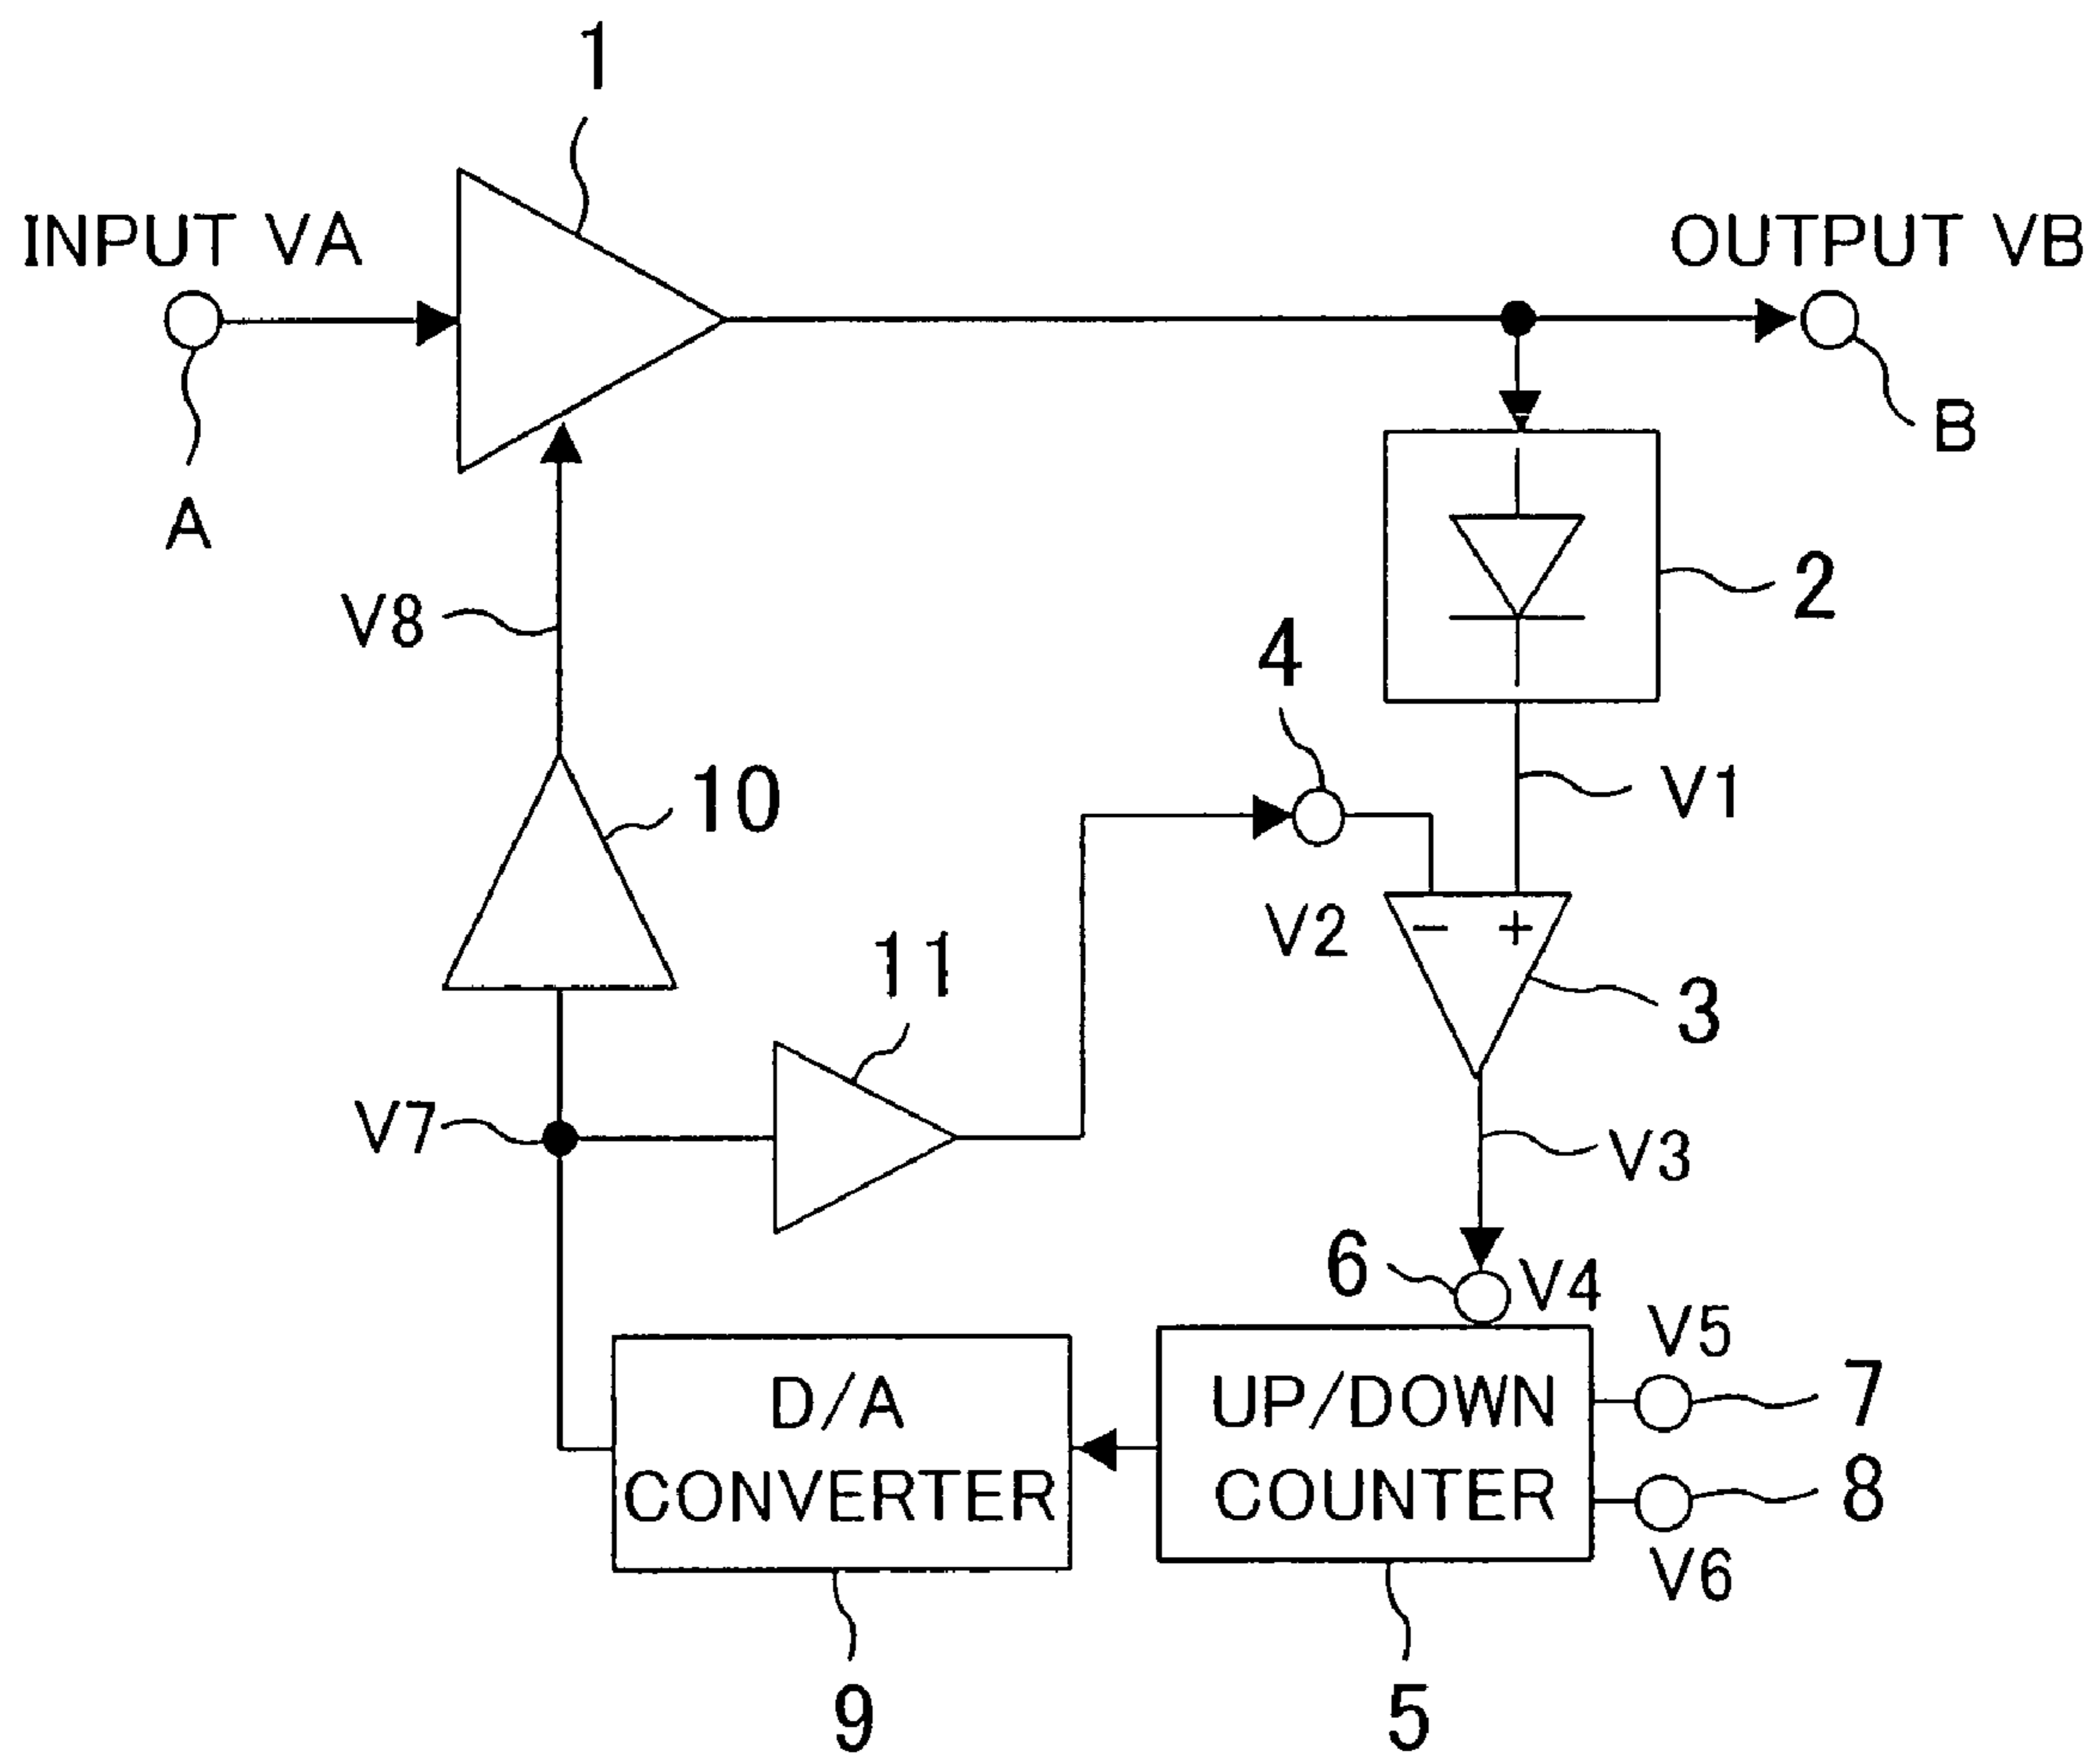 1
INPUT VA
OUTPUT VB
A
B
V8
2
4
10
V1
V2
11
3
V7
V3
6
V4
V5
D/A
CONVERTER
UP/DOWN
COUNTER
7
8
V6
9
5